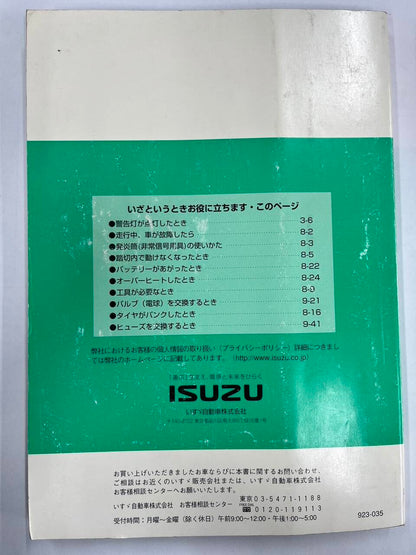 いざというときお役に立ちます・このページ
●警告灯が点灯したとき 3-6
●走行中、車が故障したら 8-2
●発炎筒(非常信号用具)の使いかた 8-3
●踏切内で動けなくなったとき 8-5
●バッテリーがあがったとき 8-22
●オーバーヒートしたとき 8-24
●工具が必要なとき 8-9
●バルブ(電球)を交換するとき 9-21
●タイヤがパンクしたとき 8-16
●ヒューズを交換するとき 9-41
弊社におけるお客様の個人情報の取り扱い(プライバシーポリシー)詳細につきまして
は弊社のホームページに記載してあります。(http://www.isuzu.co.jp)
「運ぶ」を支え、環境と未来をひらく
ISUZU
いすゞ自動車株式会社
お買い上げいただきましたお車ならびに本書に関するお問い合わせ、
ご相談はお近くのいすゞ販売会社または、いすゞ自動車株式会社
お客様相談センターへお願いいたします。
東京 03-5471-1188
いすゞ自動車株式会社 お客様相談センター 0120-119113
受付時間:月曜〜金曜(除く休日)午前9:00〜12:00・午後1:00〜5:00
923-035